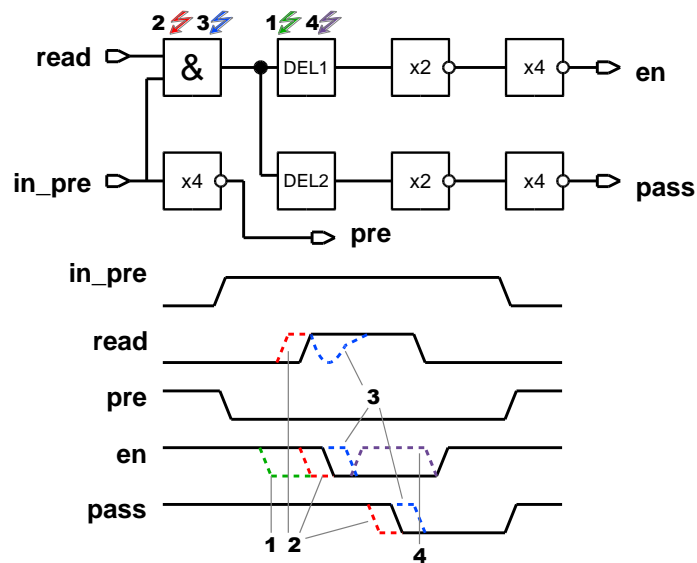 2 3 1 4
read & DEL1 x2 x4 en
in_pre x4 DEL2 x2 x4 pass
pre
in_pre
read
pre
3
en
pass
1 2 4